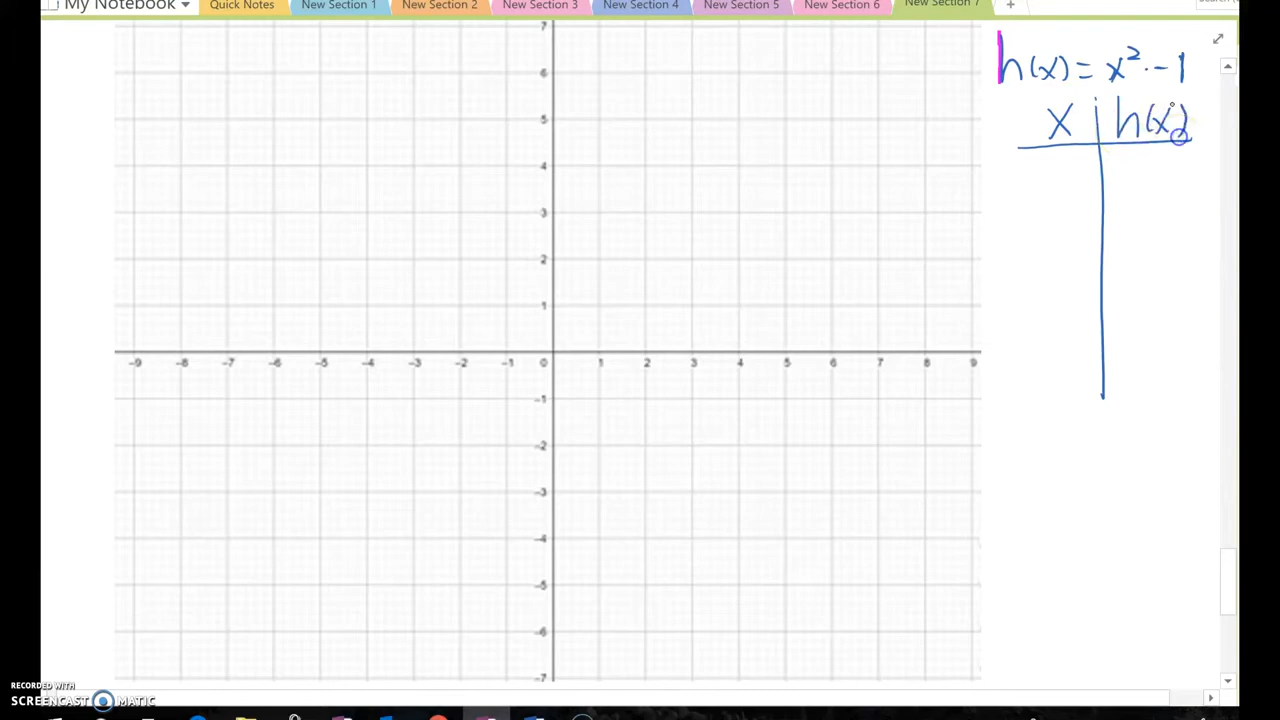 My Notebook Quick Notes New Section 1 New Section 2 New Section 3 New Section 4 New Section 5 New Section 6 New Section 7 +
h(x) = x² - 1
x h(x)
7
6
5
4
3
2
1
-9 -8 -7 -6 -5 -4 -3 -2 -1 0 1 2 3 4 5 6 7 8 9
-1
-2
-3
-4
-5
-6
-7
RECORDED WITH
SCREENCAST MATIC